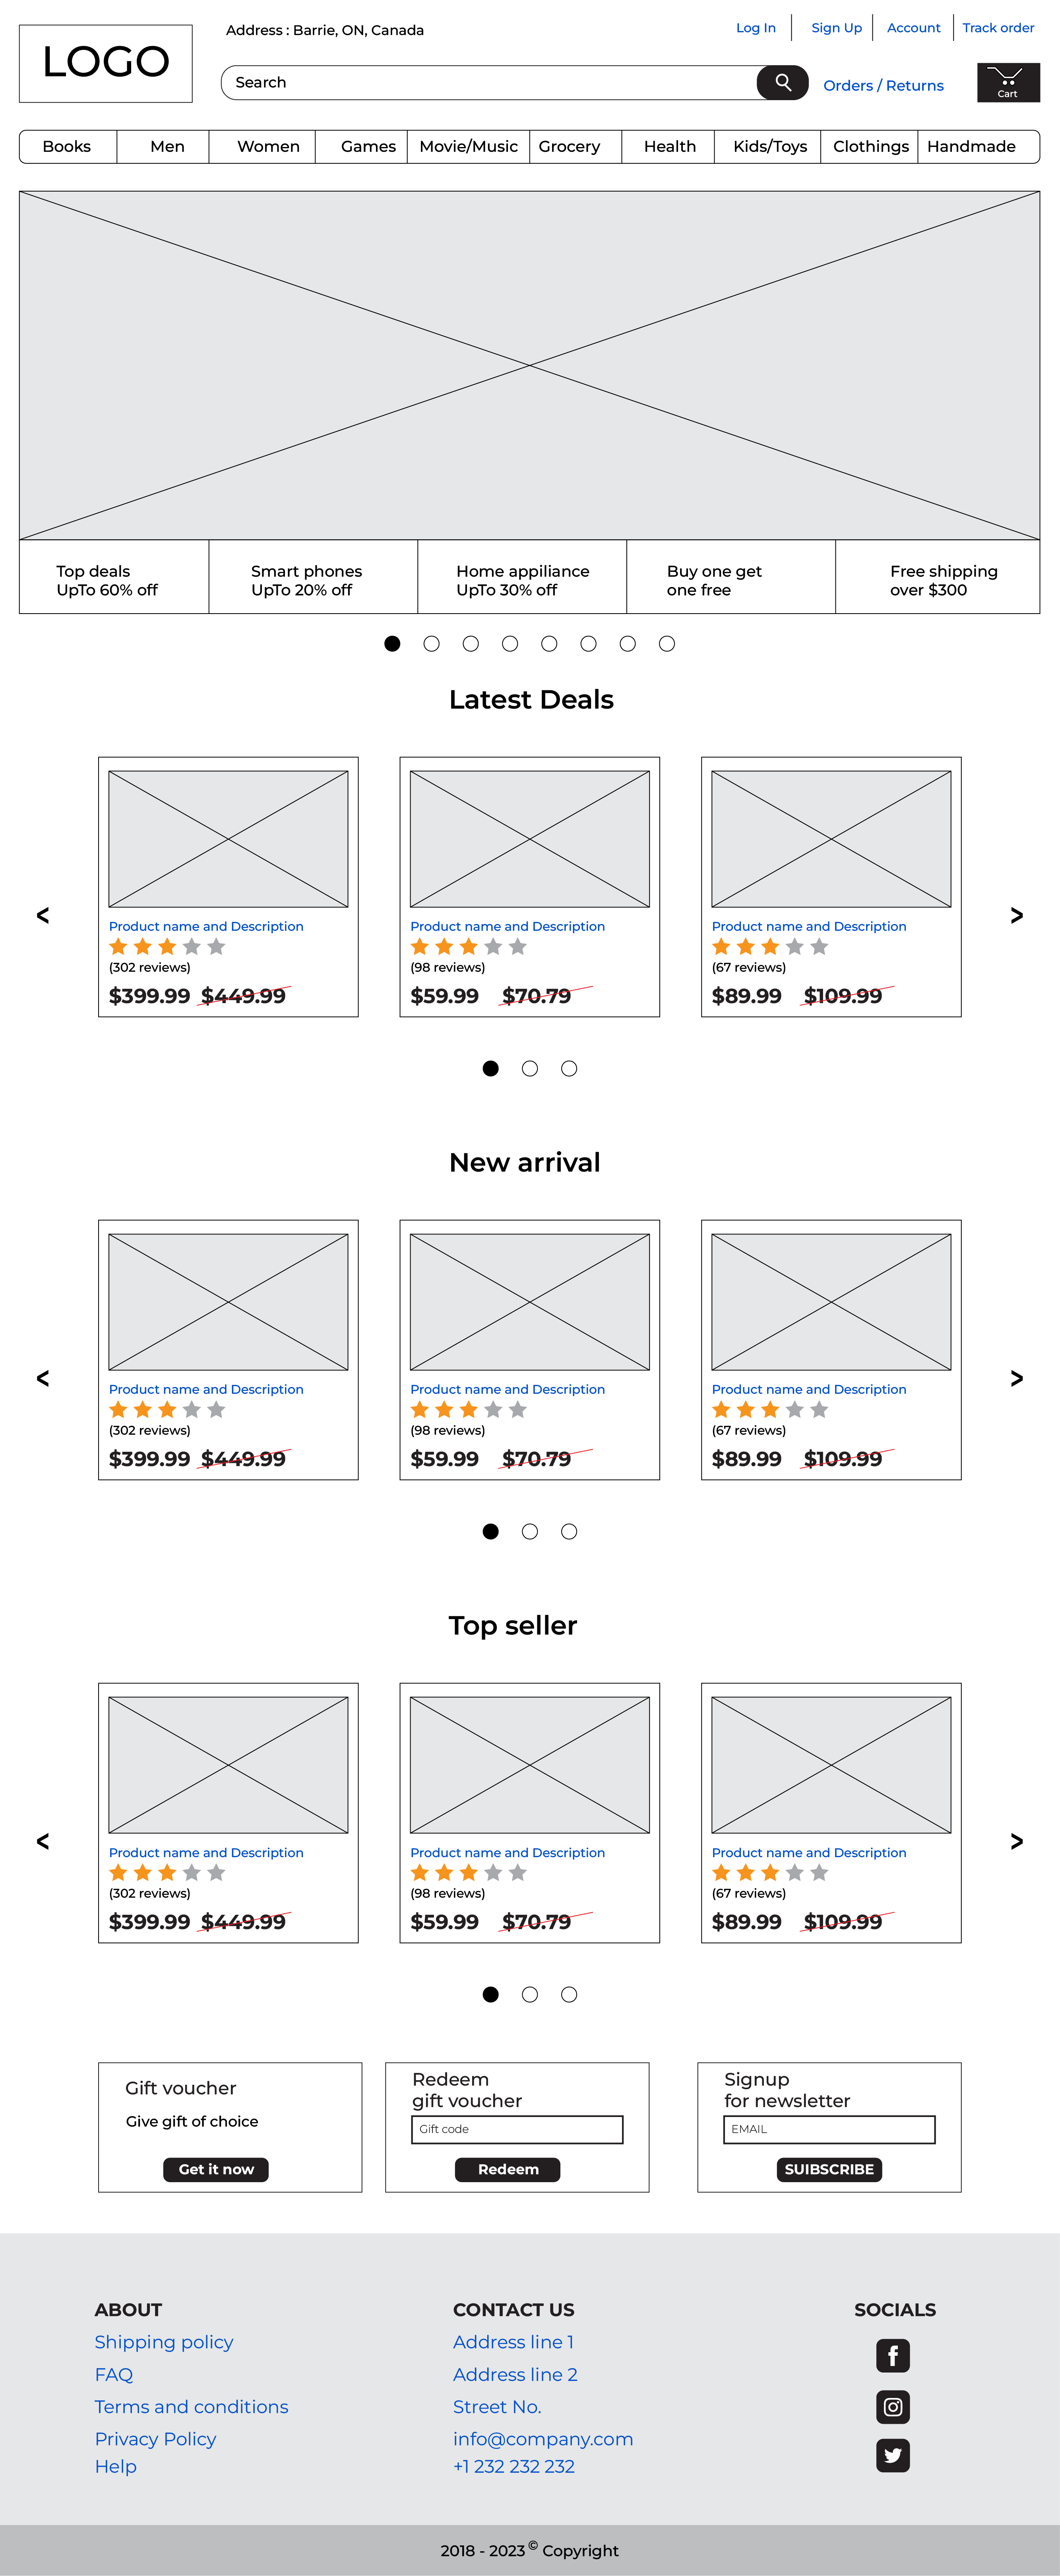 LOGO
Address : Barrie, ON, Canada
Log In
Sign Up
Account
Track order
Search
Orders / Returns
Cart
Books
Men
Women
Games
Movie/Music
Grocery
Health
Kids/Toys
Clothings
Handmade
Top deals
UpTo 60% off
Smart phones
UpTo 20% off
Home appiliance
UpTo 30% off
Buy one get
one free
Free shipping
over $300
Latest Deals
<
Product name and Description
(302 reviews)
$399.99 $449.99
Product name and Description
(98 reviews)
$59.99 $70.79
Product name and Description
(67 reviews)
$89.99 $109.99
>
New arrival
<
Product name and Description
(302 reviews)
$399.99 $449.99
Product name and Description
(98 reviews)
$59.99 $70.79
Product name and Description
(67 reviews)
$89.99 $109.99
>
Top seller
<
Product name and Description
(302 reviews)
$399.99 $449.99
Product name and Description
(98 reviews)
$59.99 $70.79
Product name and Description
(67 reviews)
$89.99 $109.99
>
Gift voucher
Give gift of choice
Get it now
Redeem
gift voucher
Gift code
Redeem
Signup
for newsletter
EMAIL
SUIBSCRIBE
ABOUT
Shipping policy
FAQ
Terms and conditions
Privacy Policy
Help
CONTACT US
Address line 1
Address line 2
Street No.
info@company.com
+1 232 232 232
SOCIALS
2018 - 2023 © Copyright